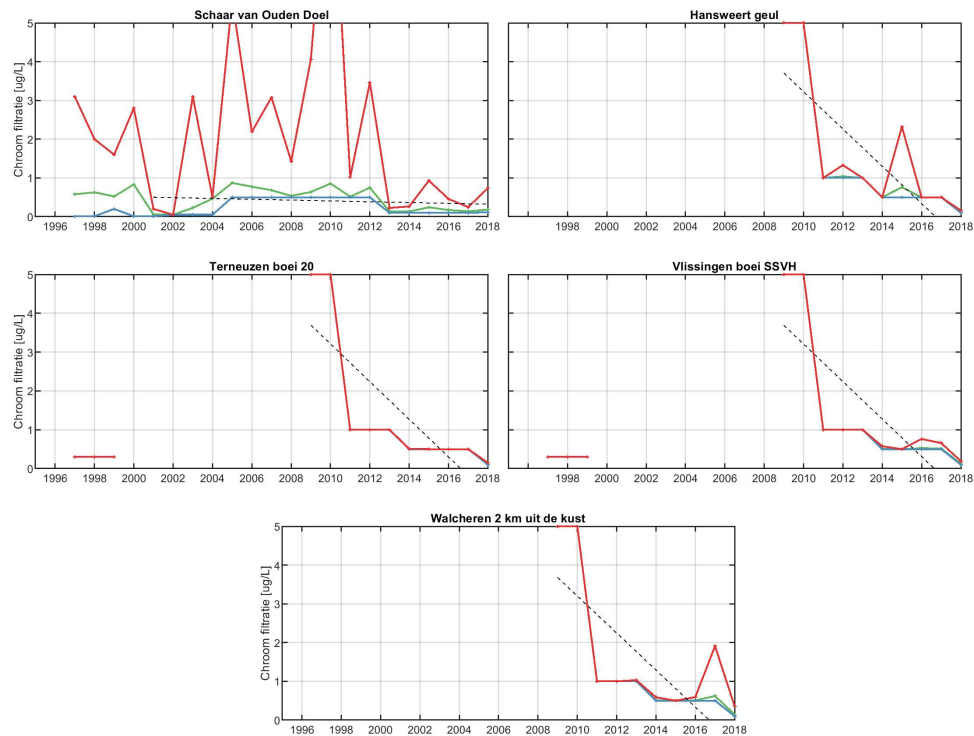 Schaar van Ouden Doel
Chroom filtratie [ug/L]
5
4
3
2
1
0
1996 1998 2000 2002 2004 2006 2008 2010 2012 2014 2016 2018
Hansweert geul
1996 1998 2000 2002 2004 2006 2008 2010 2012 2014 2016 2018
Terneuzen boei 20
Chroom filtratie [ug/L]
5
4
3
2
1
0
1996 1998 2000 2002 2004 2006 2008 2010 2012 2014 2016 2018
Vlissingen boei SSVH
1996 1998 2000 2002 2004 2006 2008 2010 2012 2014 2016 2018
Walcheren 2 km uit de kust
Chroom filtratie [ug/L]
5
4
3
2
1
0
1996 1998 2000 2002 2004 2006 2008 2010 2012 2014 2016 2018